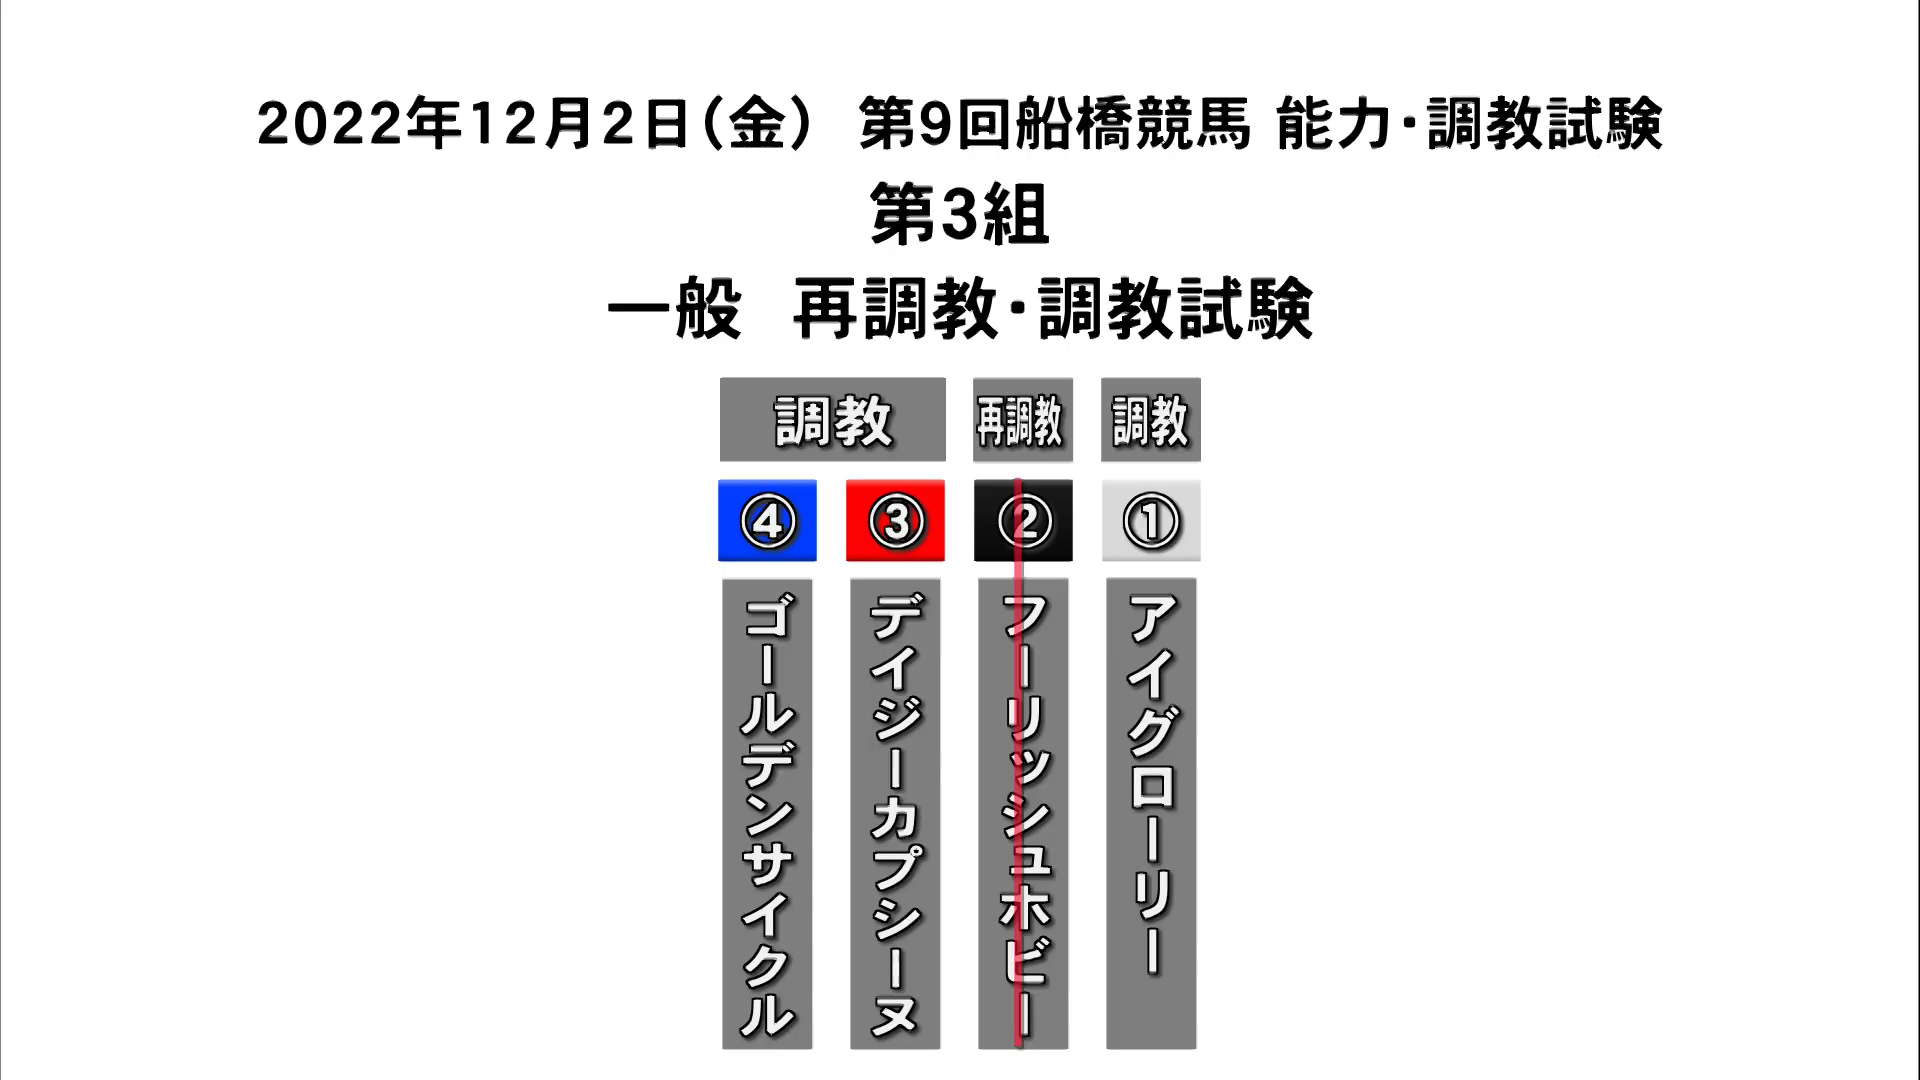 2022年12月2日(金) 第9回船橋競馬 能力･調教試験
第3組
一般 再調教･調教試験
調教
再調教
調教
①
②
③
④
アイグローリー
フーリッシュホビー
デイジーカプシーヌ
ゴールデンサイクル